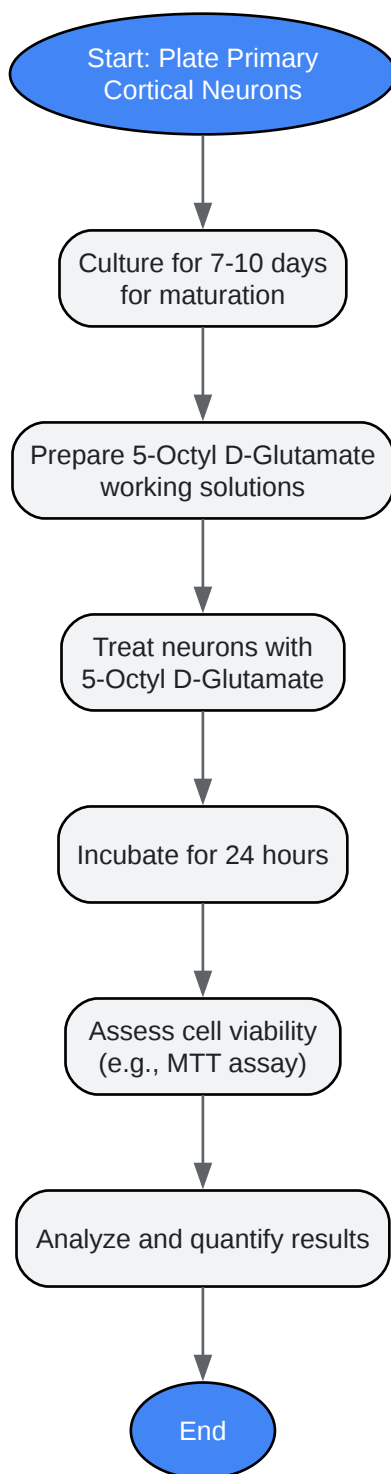 Start: Plate Primary
Cortical Neurons
Culture for 7-10 days
for maturation
Prepare 5-Octyl D-Glutamate
working solutions
Treat neurons with
5-Octyl D-Glutamate
Incubate for 24 hours
Assess cell viability
(e.g., MTT assay)
Analyze and quantify results
End